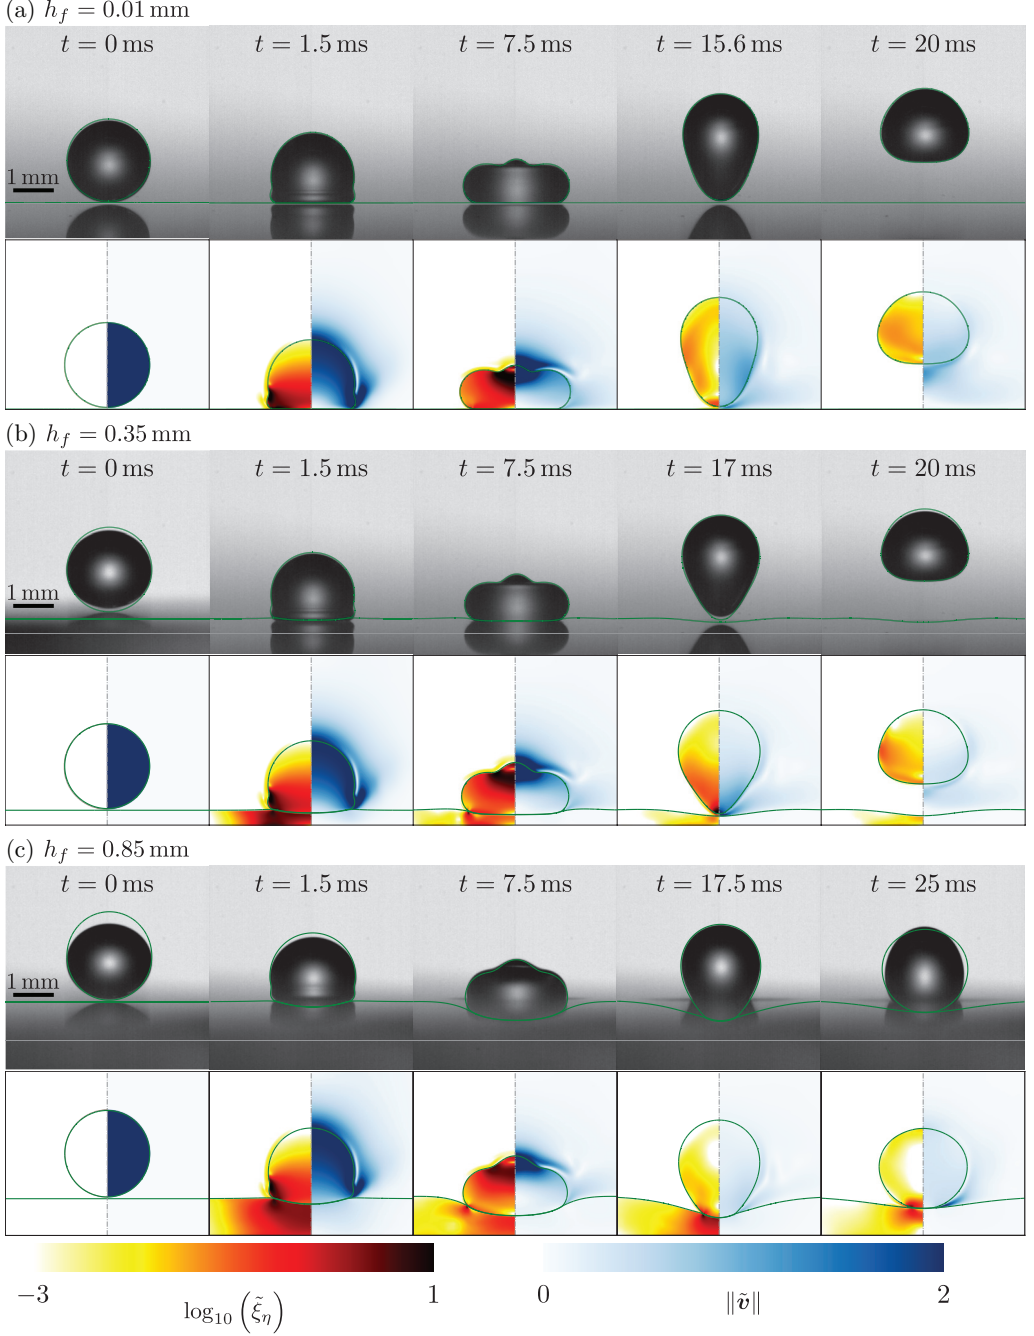 (a) h_f = 0.01 mm
t = 0 ms t = 1.5 ms t = 7.5 ms t = 15.6 ms t = 20 ms
1 mm
(b) h_f = 0.35 mm
t = 0 ms t = 1.5 ms t = 7.5 ms t = 17 ms t = 20 ms
1 mm
(c) h_f = 0.85 mm
t = 0 ms t = 1.5 ms t = 7.5 ms t = 17.5 ms t = 25 ms
1 mm
−3 1 0 2
log₁₀ (ξ̃_η) ‖ṽ‖